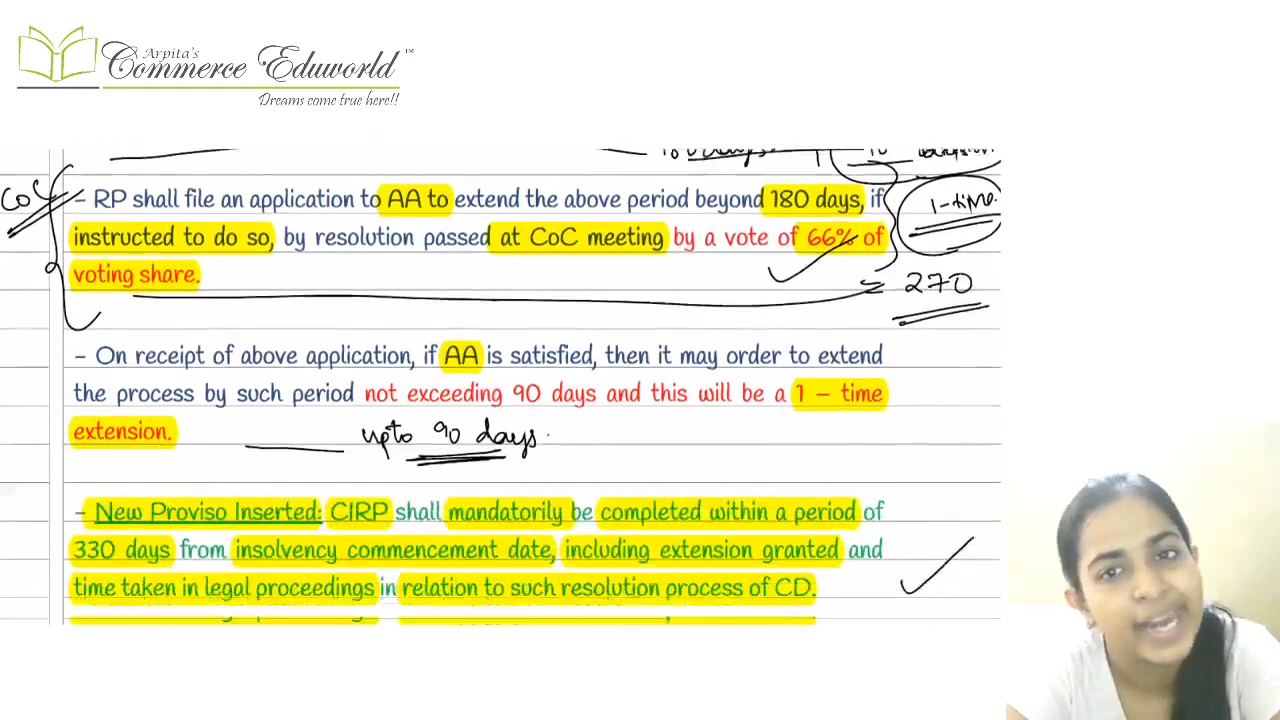 Arpita's
Commerce Eduworld™
Dreams come true here!!
CoC
– RP shall file an application to AA to extend the above period beyond 180 days, if
1-time.
instructed to do so, by resolution passed at CoC meeting by a vote of 66% of
voting share.
= 270
– On receipt of above application, if AA is satisfied, then it may order to extend
the process by such period not exceeding 90 days and this will be a 1 – time
extension.
upto 90 days.
– New Proviso Inserted: CIRP shall mandatorily be completed within a period of
330 days from insolvency commencement date, including extension granted and
time taken in legal proceedings in relation to such resolution process of CD.